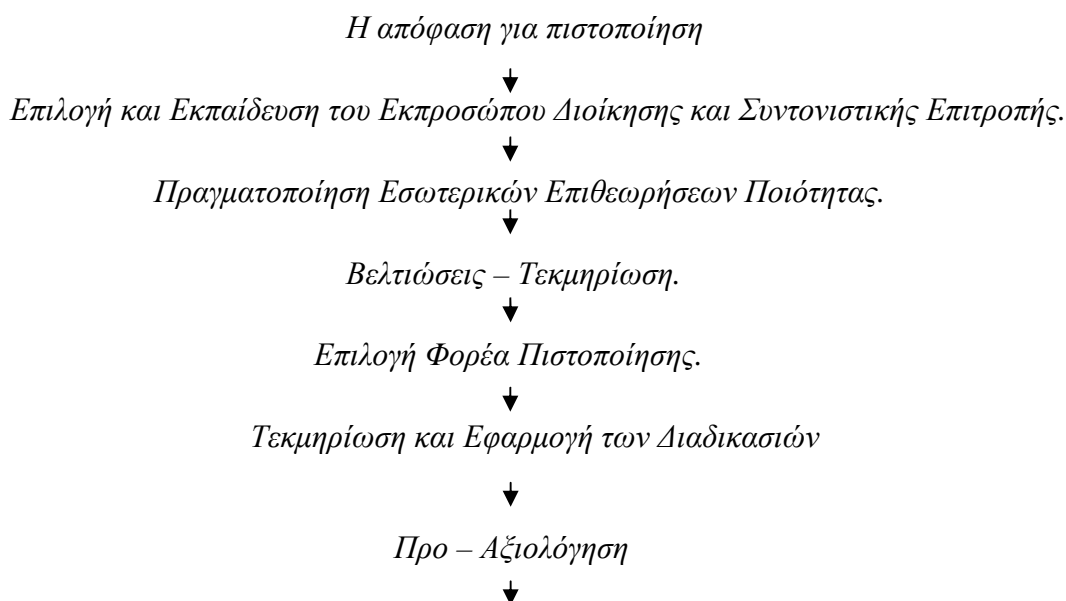 Η απόφαση για πιστοποίηση
Επιλογή και Εκπαίδευση του Εκπροσώπου Διοίκησης και Συντονιστικής Επιτροπής.
Πραγματοποίηση Εσωτερικών Επιθεωρήσεων Ποιότητας.
Βελτιώσεις – Τεκμηρίωση.
Επιλογή Φορέα Πιστοποίησης.
Τεκμηρίωση και Εφαρμογή των Διαδικασιών
Προ – Αξιολόγηση